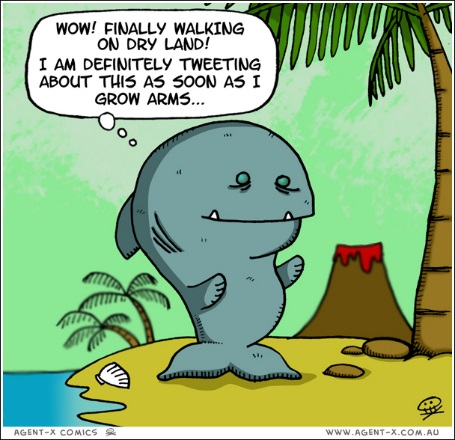 WOW! FINALLY WALKING
ON DRY LAND!
I AM DEFINITELY TWEETING
ABOUT THIS AS SOON AS I
GROW ARMS...
AGENT-X COMICS
WWW.AGENT-X.COM.AU